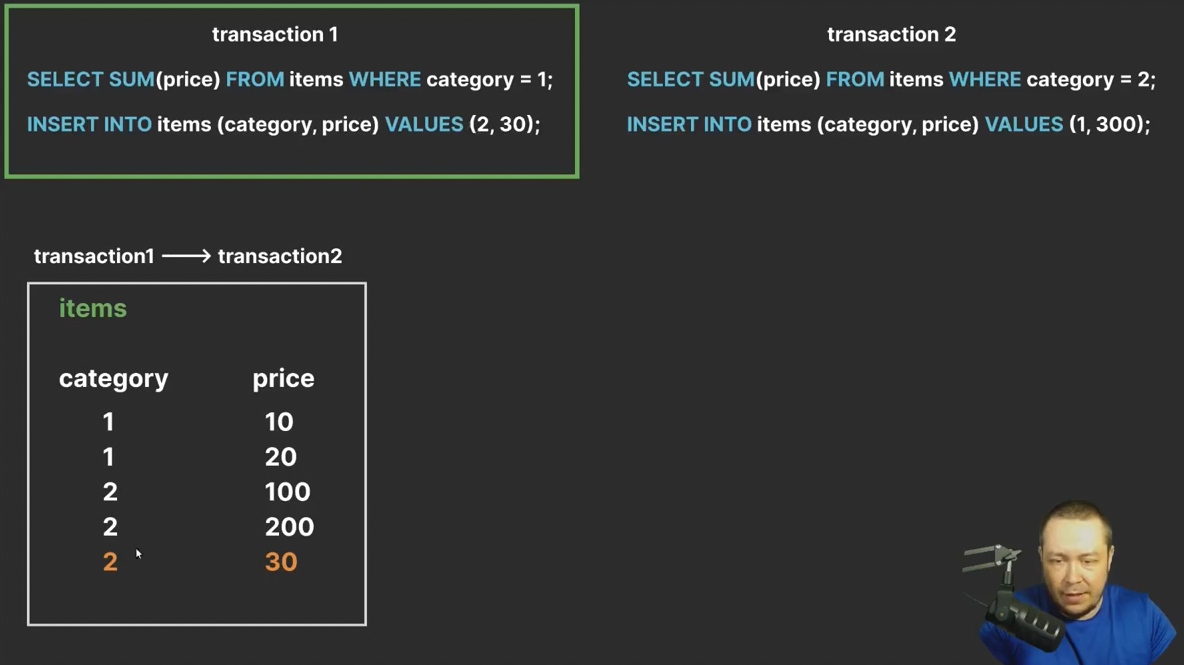 transaction 1
SELECT SUM(price) FROM items WHERE category = 1;
INSERT INTO items (category, price) VALUES (2, 30);
transaction 2
SELECT SUM(price) FROM items WHERE category = 2;
INSERT INTO items (category, price) VALUES (1, 300);
transaction1 ⟶ transaction2
items
category price
1 10
1 20
2 100
2 200
2 30